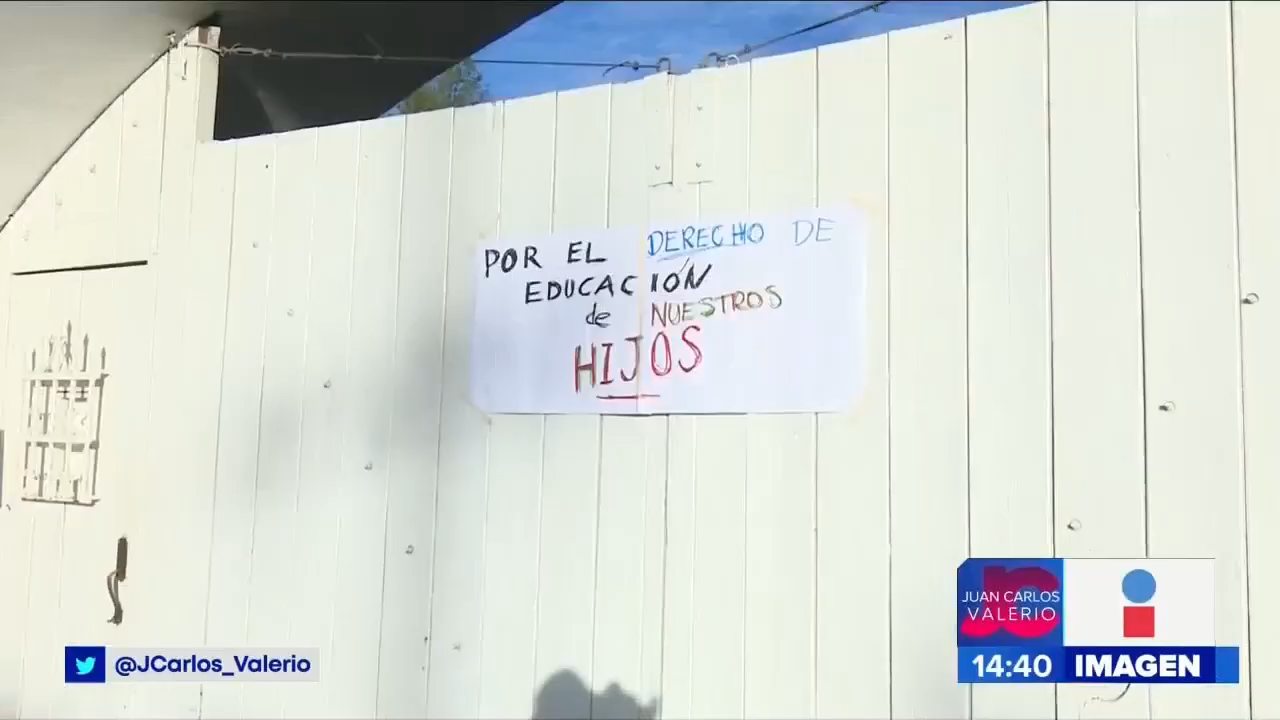 POR EL DERECHO DE
EDUCACIÓN
de NUESTROS
HIJOS
JUAN CARLOS
VALERIO
@JCarlos_Valerio
14:40 IMAGEN